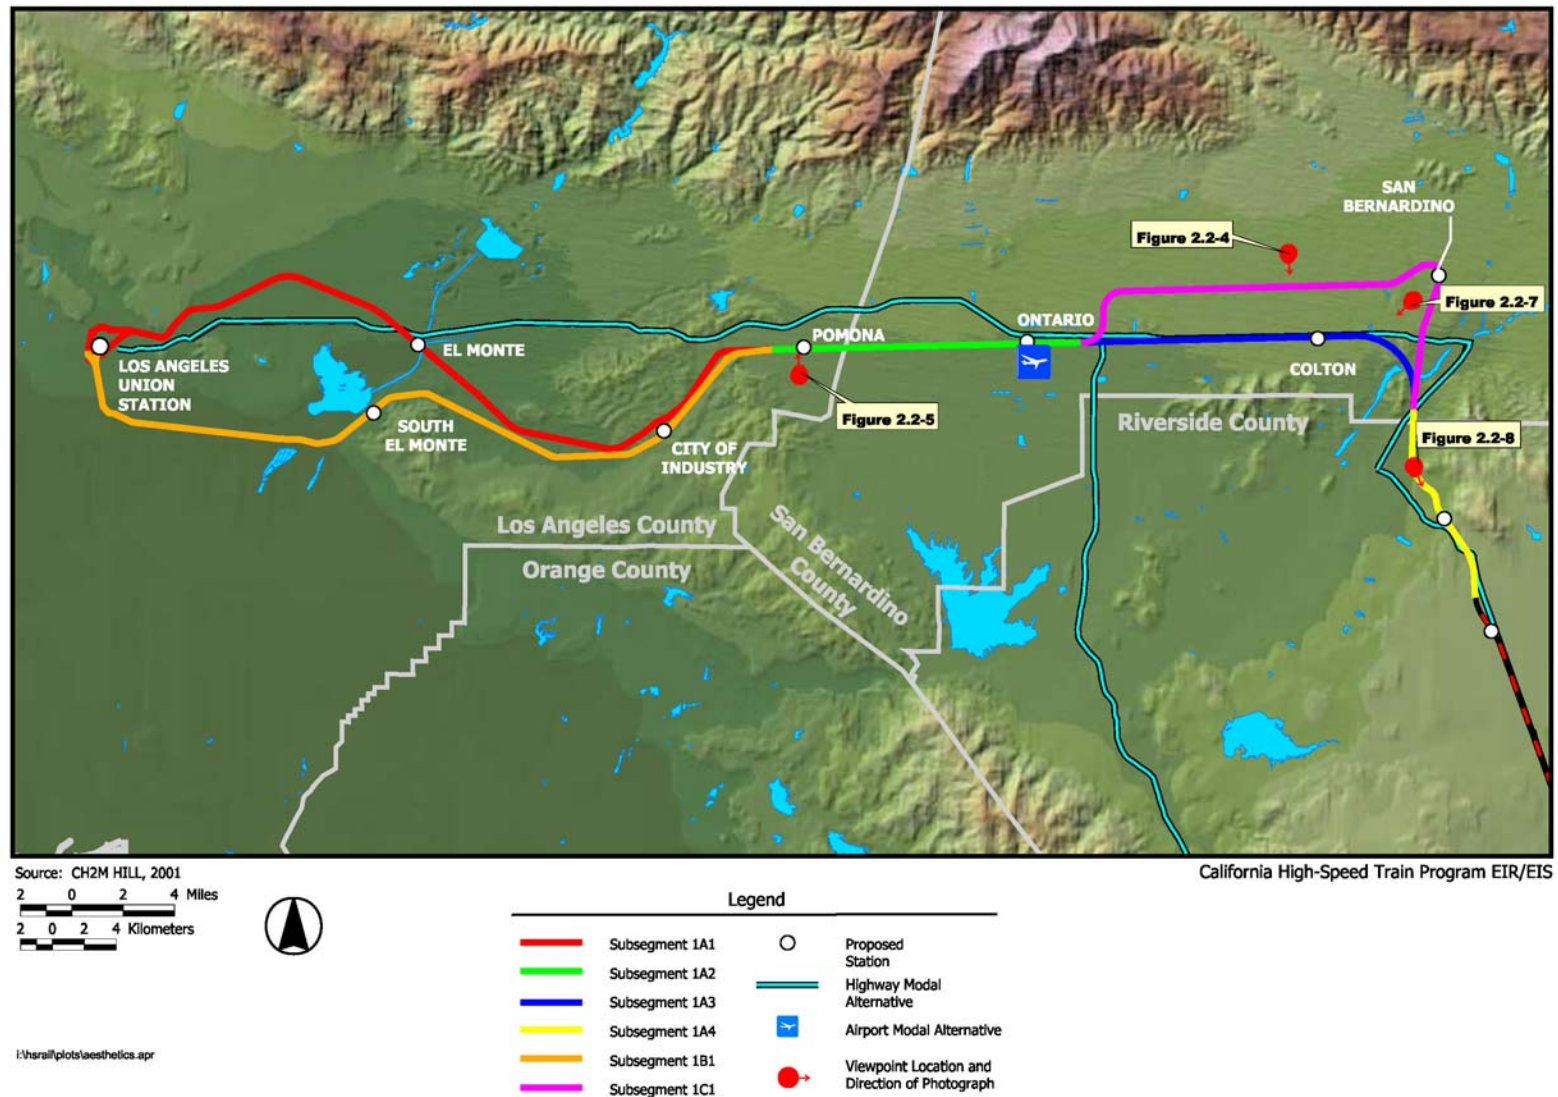 SAN
BERNARDINO
Figure 2.2-4
Figure 2.2-7
ONTARIO
POMONA
EL MONTE
LOS ANGELES
UNION
STATION
COLTON
Figure 2.2-5
SOUTH
EL MONTE
CITY OF
INDUSTRY
Riverside County
Figure 2.2-8
Los Angeles County
Orange County
San Bernardino
County
Source: CH2M HILL, 2001
California High-Speed Train Program EIR/EIS
2 0 2 4 Miles
2 0 2 4 Kilometers
Legend
Subsegment 1A1
Subsegment 1A2
Subsegment 1A3
Subsegment 1A4
Subsegment 1B1
Subsegment 1C1
Proposed
Station
Highway Modal
Alternative
Airport Modal Alternative
Viewpoint Location and
Direction of Photograph
i:\hsrail\plots\aesthetics.apr